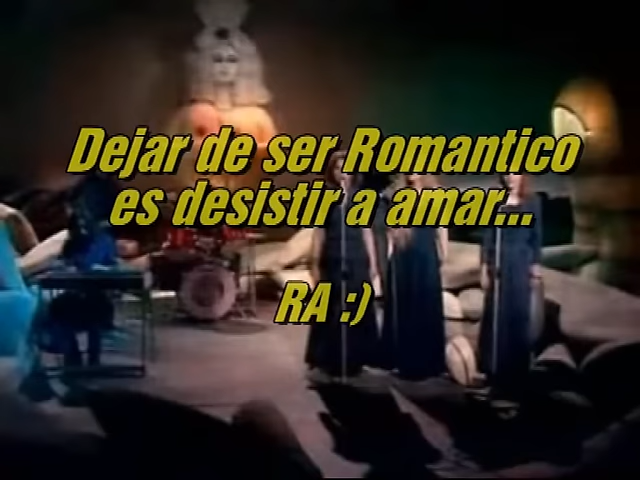 Dejar de ser Romantico
es desistir a amar...
RA :)